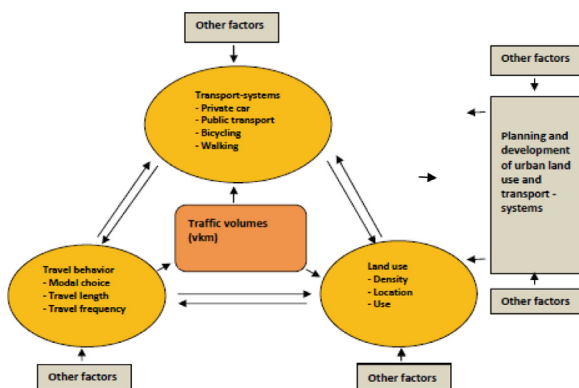 Other factors
Transport-systems
- Private car
- Public transport
- Bicycling
- Walking
Other factors
Planning and
development
of urban land
use and
transport -
systems
Traffic volumes
(vkm)
Travel behavior
- Modal choice
- Travel length
- Travel frequency
Land use
- Density
- Location
- Use
Other factors
Other factors
Other factors